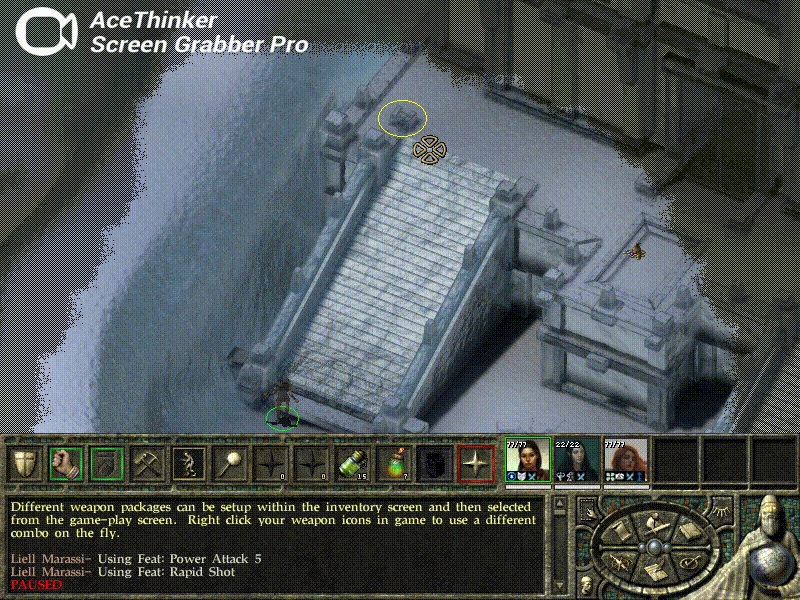 AceThinker
Screen Grabber Pro
77/77 22/22 77/77
0 0 15 7
Different weapon packages can be setup within the inventory screen and then selected
from the game-play screen. Right click your weapon icons in game to use a different
combo on the fly.
Liell Marassi- Using Feat: Power Attack 5
Liell Marassi- Using Feat: Rapid Shot
PAUSED